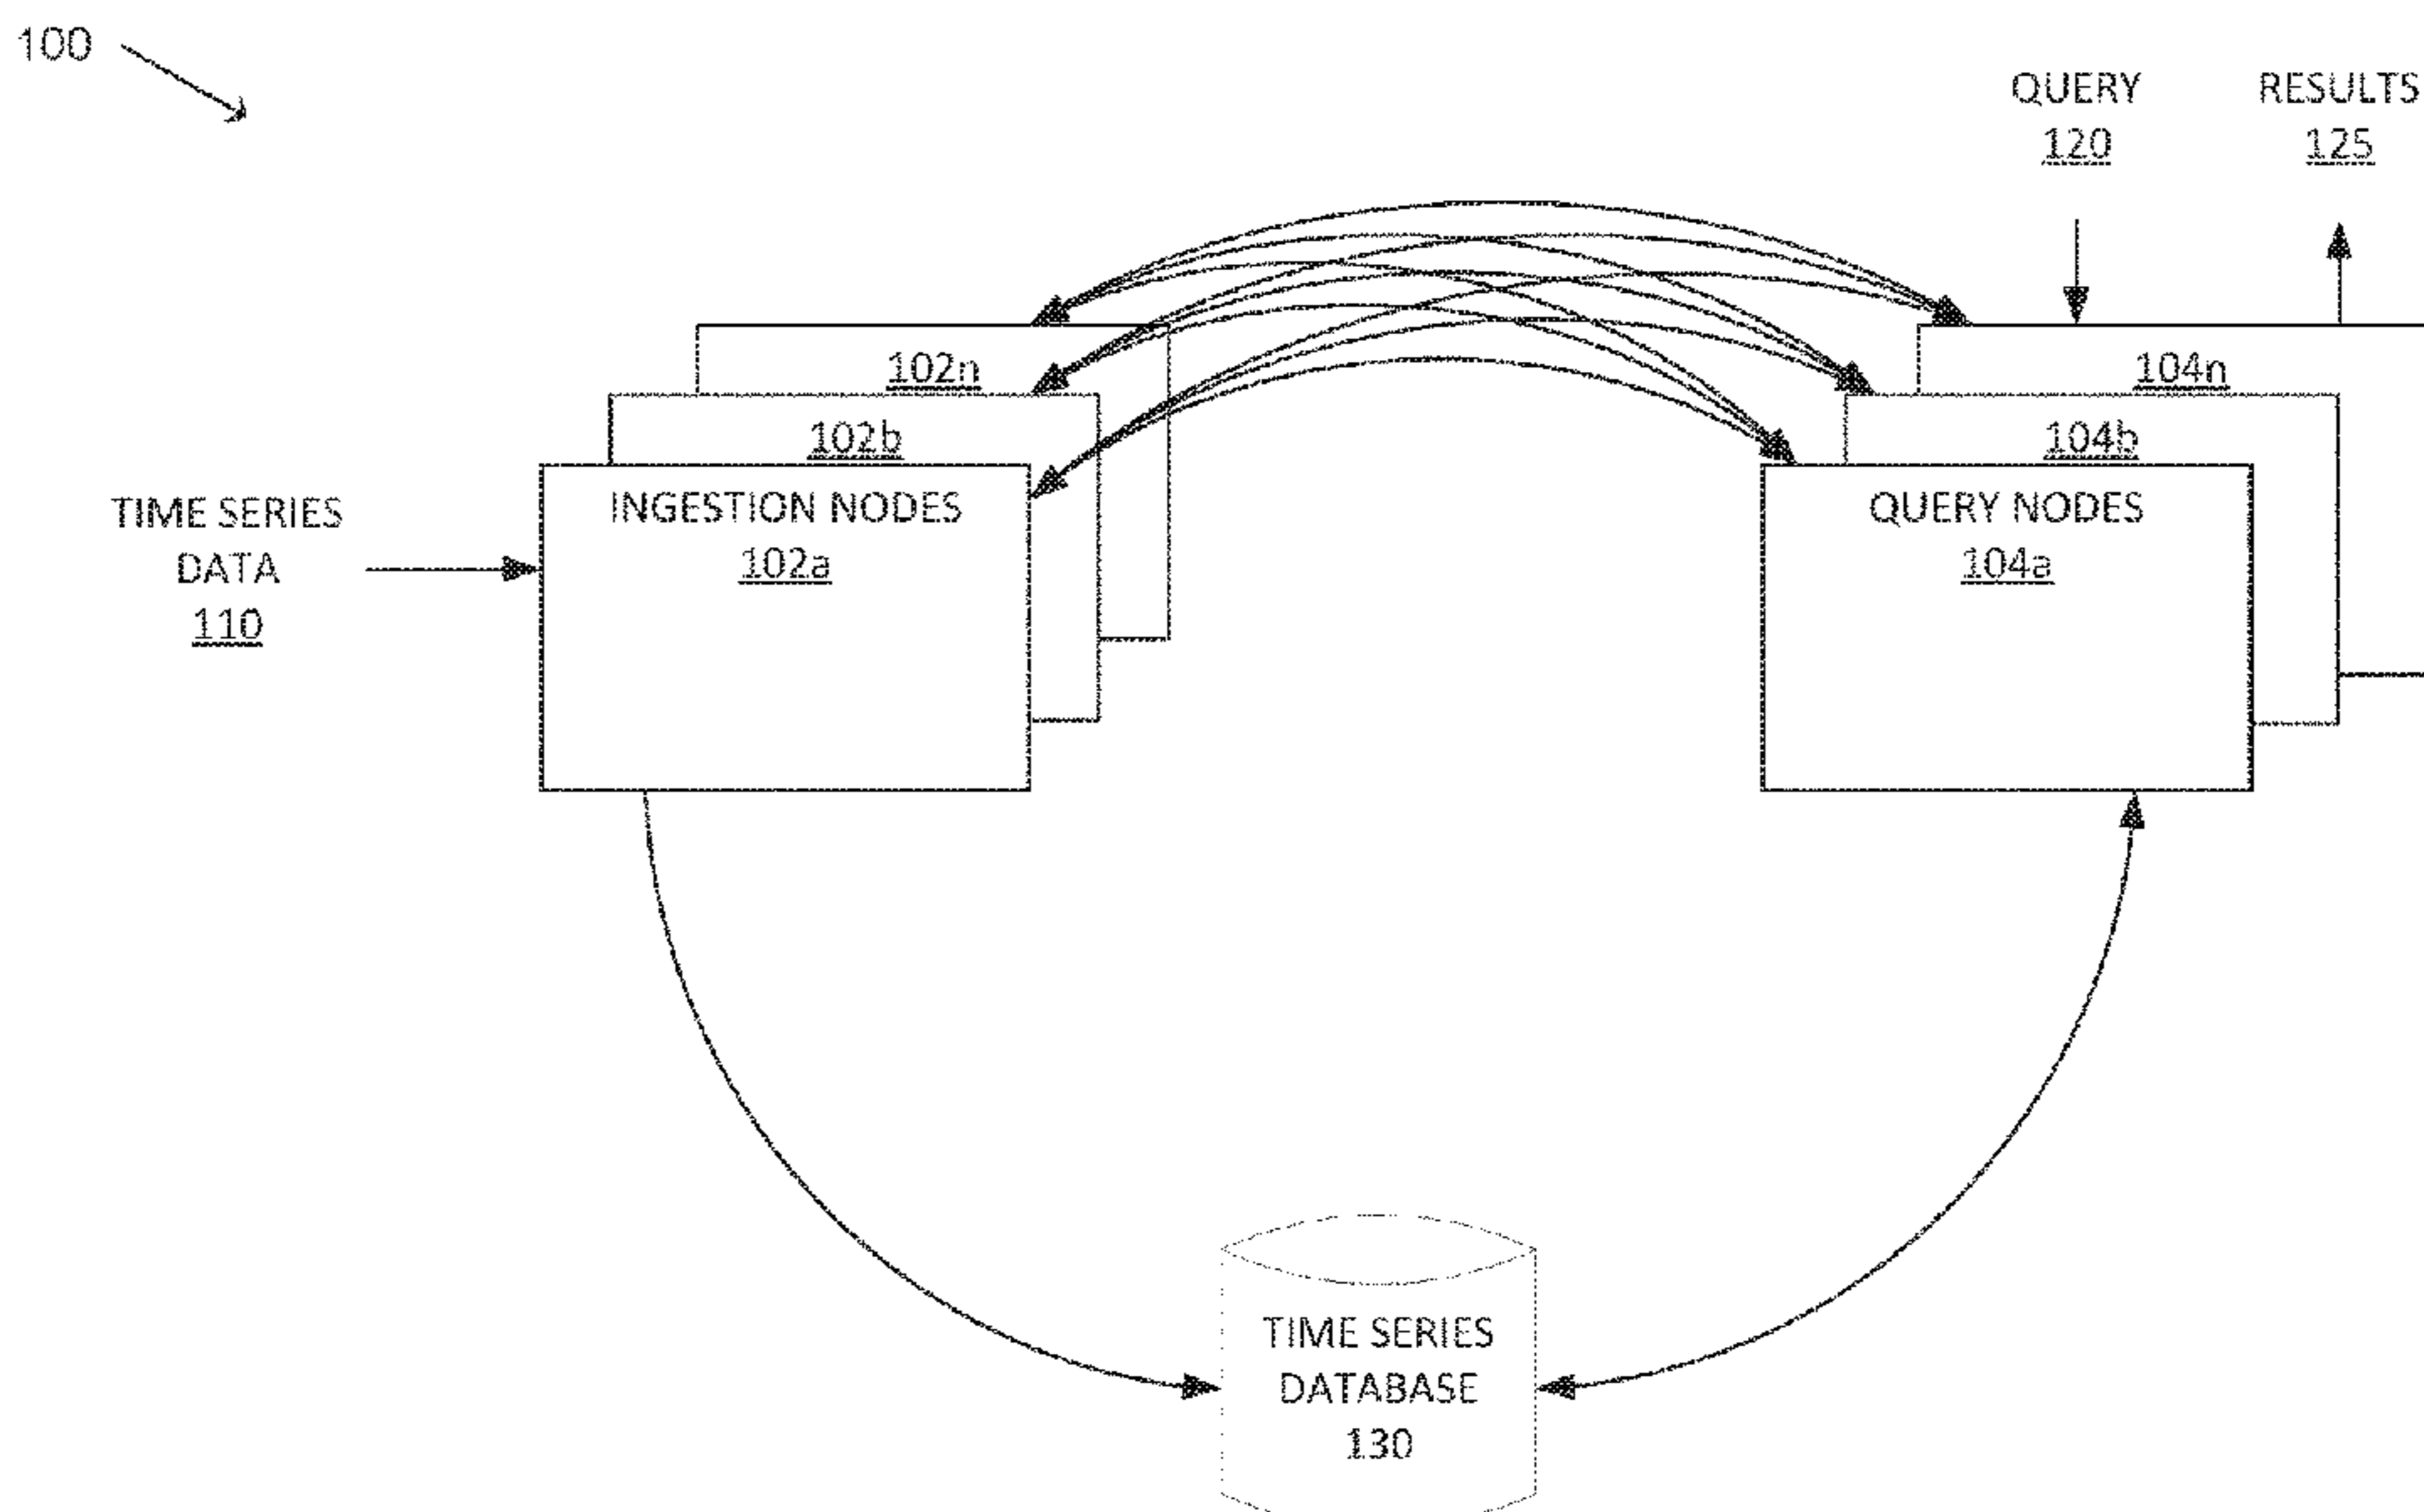 100
QUERY
120
RESULTS
125
102n
102b
INGESTION NODES
102a
TIME SERIES
DATA
110
104n
104b
QUERY NODES
104a
TIME SERIES
DATABASE
130